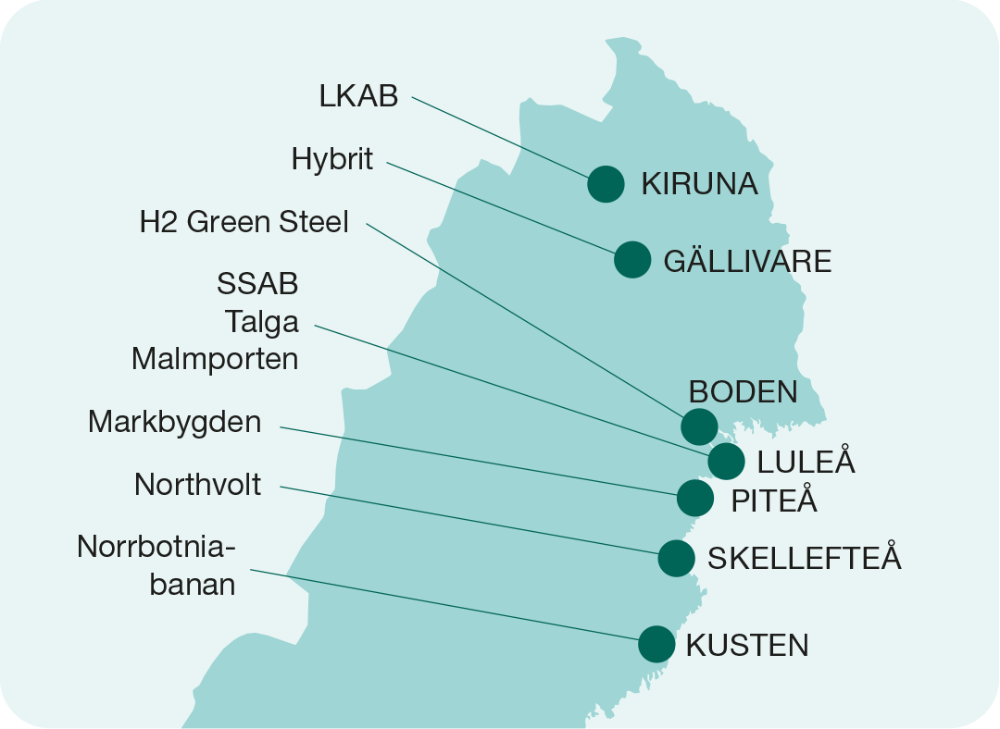 LKAB
KIRUNA
Hybrit
GÄLLIVARE
H2 Green Steel
BODEN
SSAB
Talga
Malmporten
LULEÅ
Markbygden
PITEÅ
Northvolt
SKELLEFTEÅ
Norrbotnia-
banan
KUSTEN